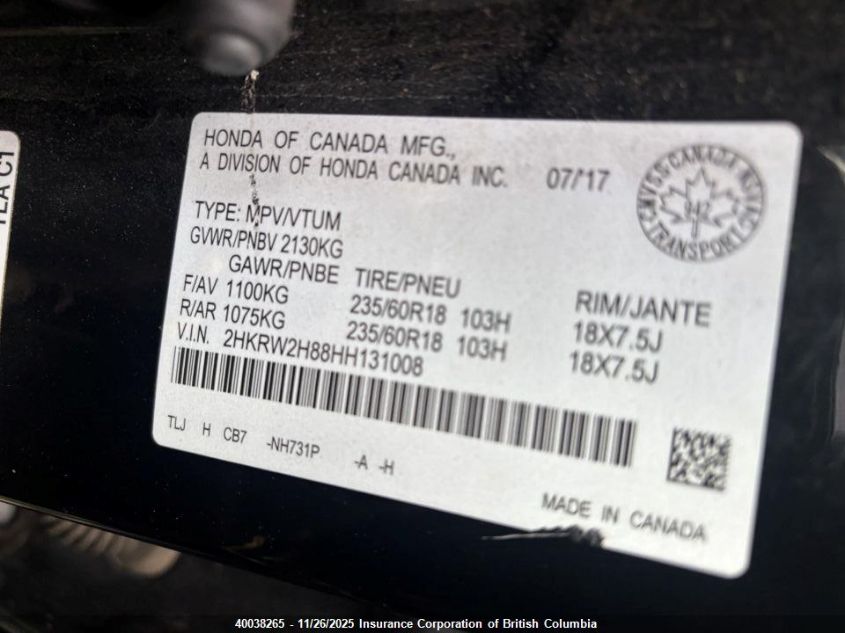 HONDA OF CANADA MFG.,
A DIVISION OF HONDA CANADA INC. 07/'17
TYPE: MPV/VTUM
GVWR/PNBV 2130KG
GAWR/PNBE TIRE/PNEU RIM/JANTE
F/AV 1100KG 235/60R18 103H 18X7.5J
R/AR 1075KG 235/60R18 103H 18X7.5J
V.I.N. 2HKRW2H88HH131008
TLJ H CB7 -NH731P -A -H
MADE IN CANADA
CANADA
TRANSPORT
40038265 - 11/26/2025 Insurance Corporation of British Columbia